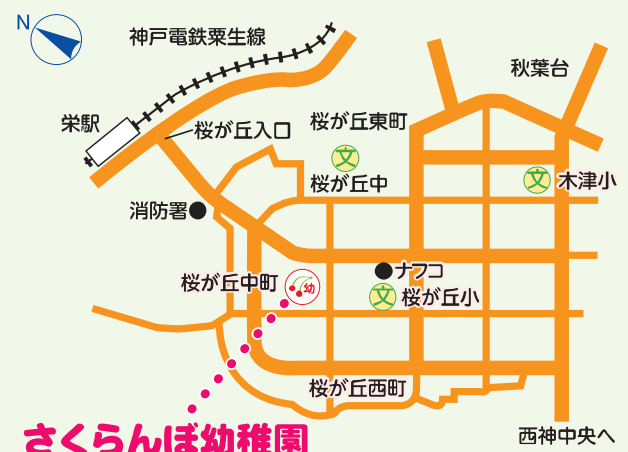 N
神戸電鉄粟生線
秋葉台
栄駅
桜が丘入口
桜が丘東町
文
桜が丘中
文
木津小
消防署
ナフコ
桜が丘中町
幼
文
桜が丘小
桜が丘西町
さくらんぼ幼稚園
西神中央へ